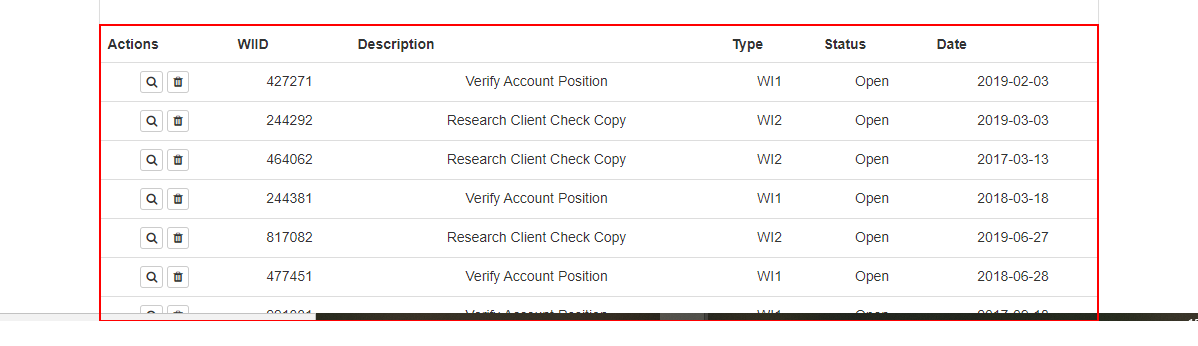 Actions WIID Description Type Status Date
427271 Verify Account Position WI1 Open 2019-02-03
244292 Research Client Check Copy WI2 Open 2019-03-03
464062 Research Client Check Copy WI2 Open 2017-03-13
244381 Verify Account Position WI1 Open 2018-03-18
817082 Research Client Check Copy WI2 Open 2019-06-27
477451 Verify Account Position WI1 Open 2018-06-28
Verify Account Position WI1 Open